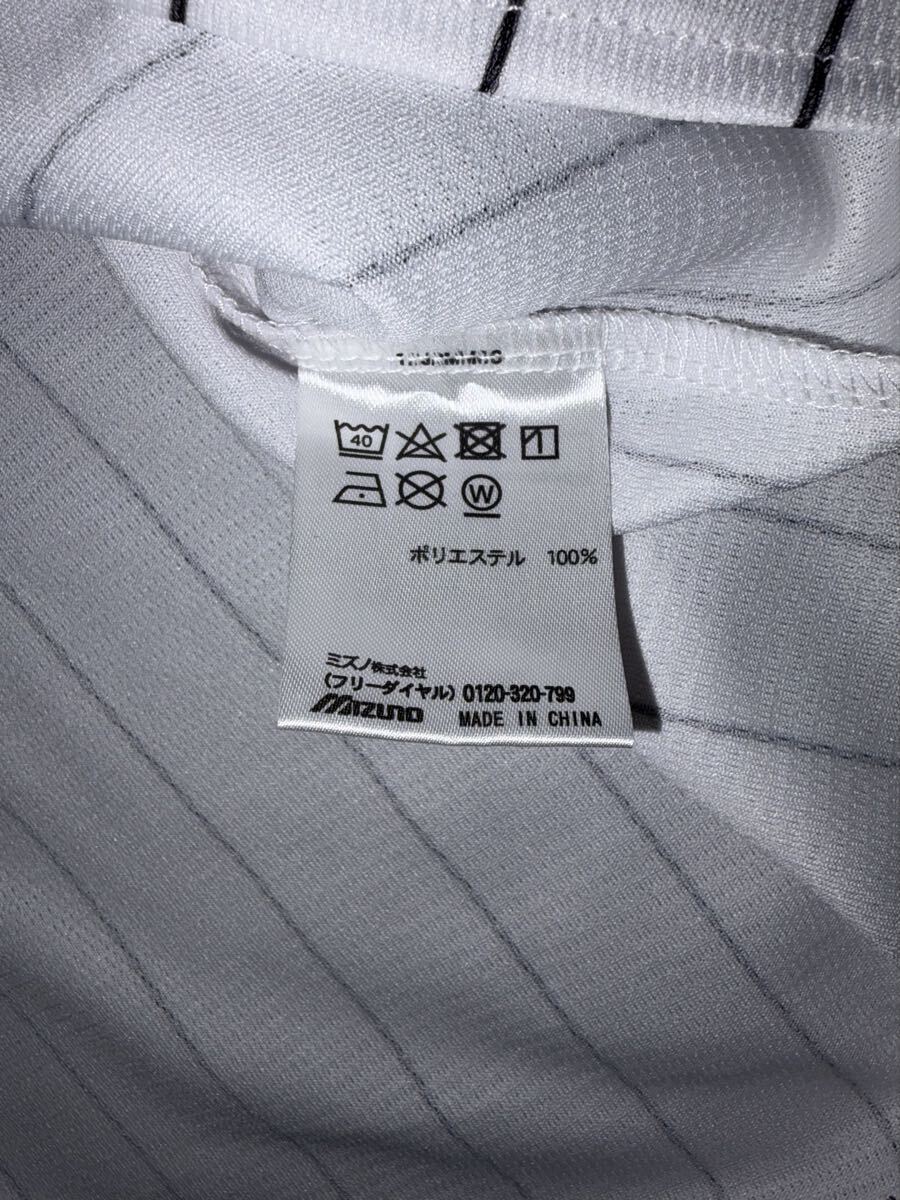 40
W
ポリエステル 100%
ミズノ株式会社
(フリーダイヤル) 0120-320-799
MIZUNO MADE IN CHINA